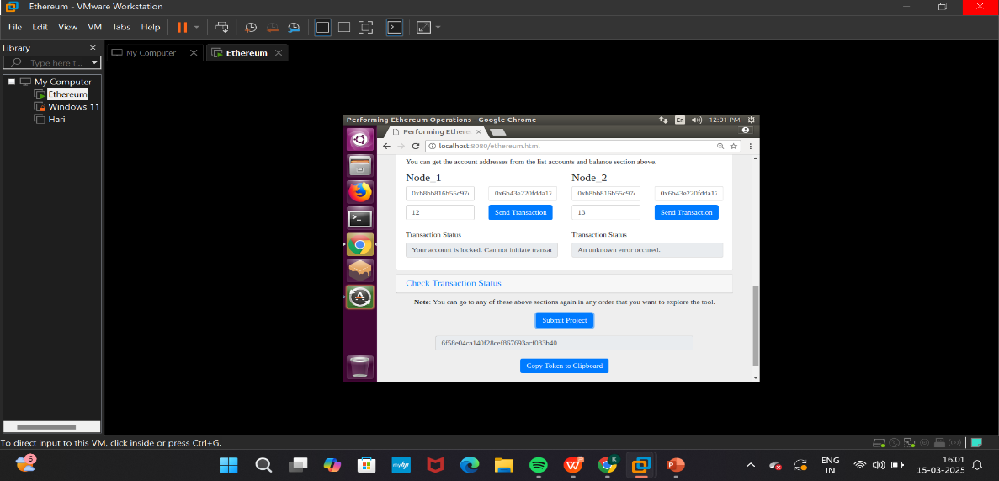 Ethereum - VMware Workstation
File Edit View VM Tabs Help
Library
Type here t...
My Computer
Ethereum
Windows 11
Hari
My Computer
Ethereum
Performing Ethereum Operations - Google Chrome
En
12:01 PM
Performing Ethere
localhost:8080/ethereum.html
You can get the account addresses from the list accounts and balance section above.
Node_1
Node_2
0xb8bb816b55c97
0x6b43e220fdda17
0xb8bb816b55c97
0x6b43e220fdda17
12
Send Transaction
13
Send Transaction
Transaction Status
Transaction Status
Your account is locked. Can not initiate transac
An unknown error occured.
Check Transaction Status
Note: You can go to any of these above sections again in any order that you want to explore the tool.
Submit Project
6f58e04ca140f28cef867693acf083b40
Copy Token to Clipboard
To direct input to this VM, click inside or press Ctrl+G.
6
myhp
ENG
IN
16:01
15-03-2025